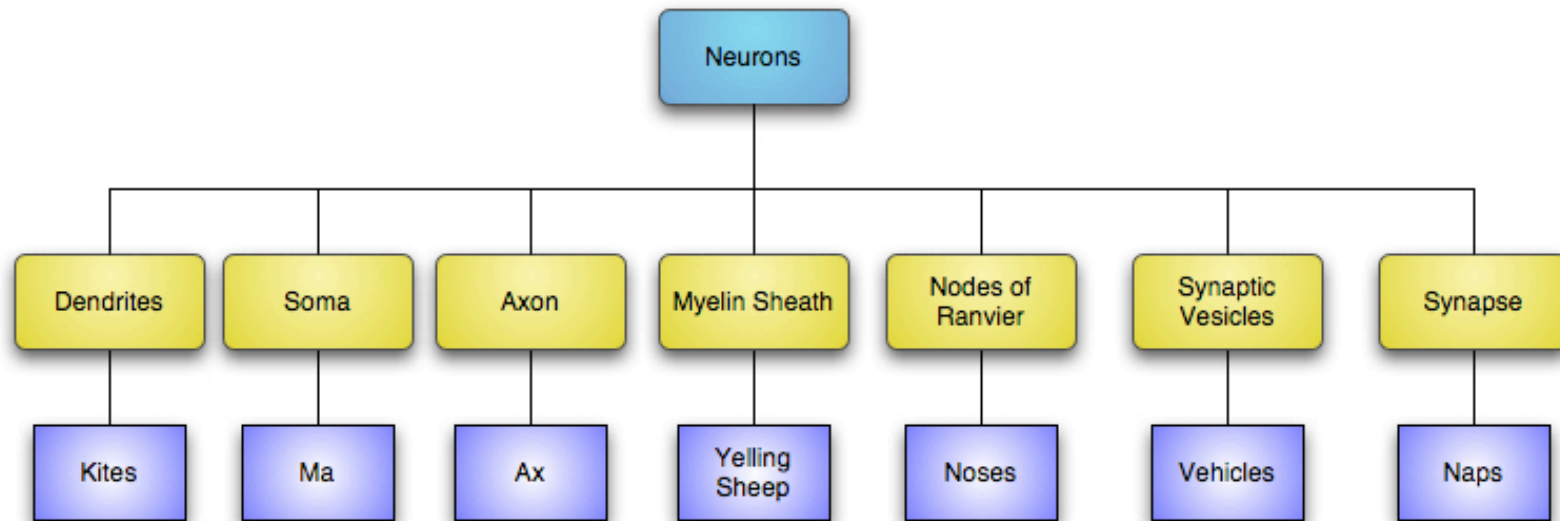 Neurons
Dendrites
Soma
Axon
Myelin Sheath
Nodes of
Ranvier
Synaptic
Vesicles
Synapse
Kites
Ma
Ax
Yelling
Sheep
Noses
Vehicles
Naps